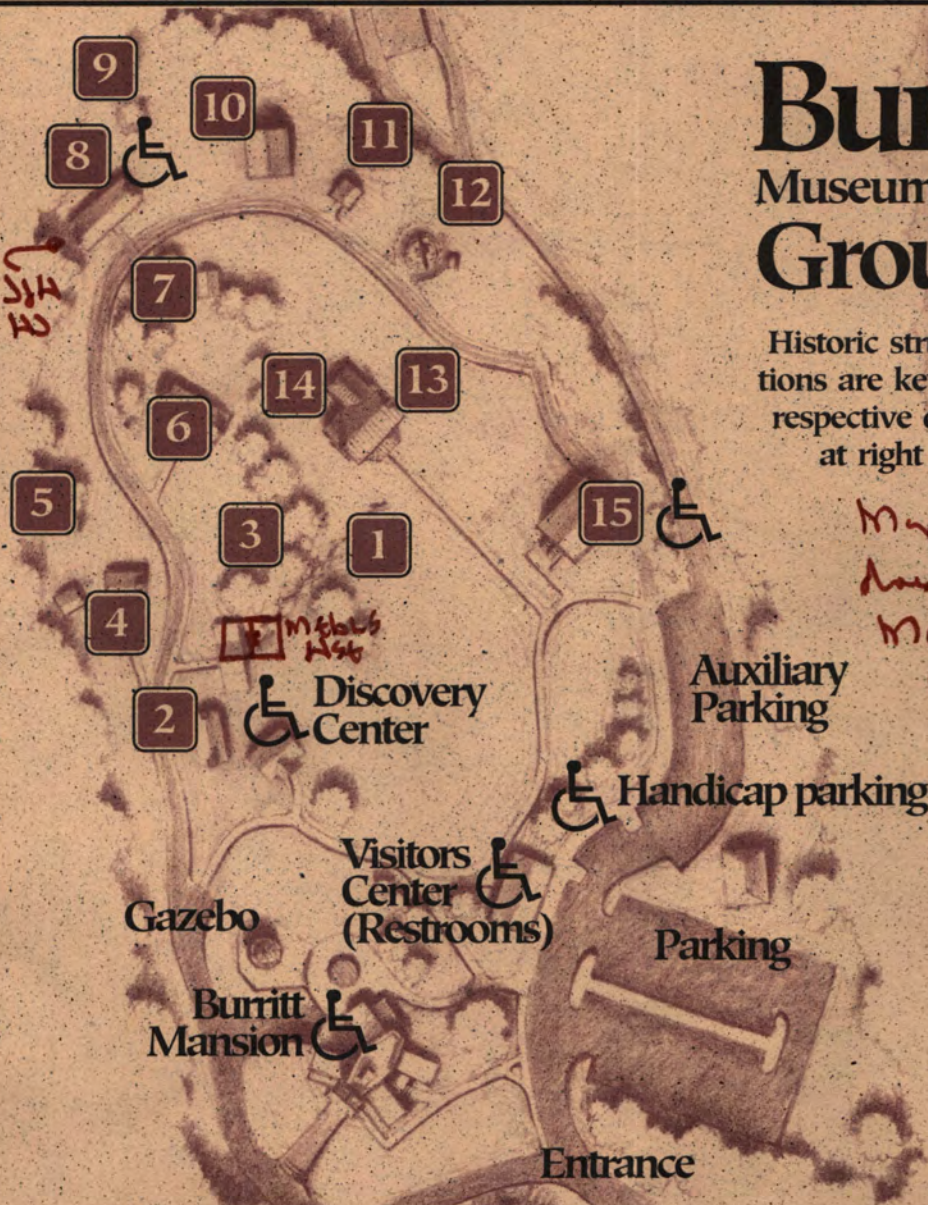 9
10
11
8
12
7
14
13
6
5
3
1
15
4
2
Discovery
Center
Gazebo
Visitors
Center
(Restrooms)
Burritt
Mansion
Auxiliary
Parking
Handicap parking
Parking
Entrance
Bur
Museum
Grou
Historic str
tions are ke
respective
at right